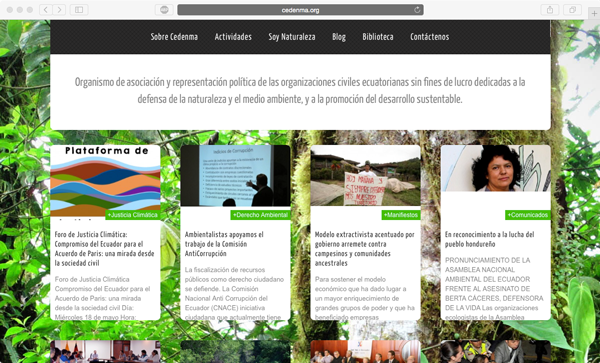 cedenma.org
Sobre Cedenma Actividades Soy Naturaleza Blog Biblioteca Contáctenos
Organismo de asociación y representación política de las organizaciones civiles ecuatorianas sin fines de lucro dedicadas a la
defensa de la naturaleza y el medio ambiente, y a la promoción del desarrollo sustentable.
Plataforma de
+Justicia Climática
Foro de Justicia Climática:
Compromiso del Ecuador para el
Acuerdo de Paris: una mirada desde
la sociedad civil
Foro de Justicia Climática
Compromiso del Ecuador para el
Acuerdo de Paris: una mirada
desde la sociedad civil Día:
Miércoles 18 de mayo Hora:
+Derecho Ambiental
Ambientalistas apoyamos el
trabajo de la Comisión
AntiCorrupción
La fiscalización de recursos
públicos como derecho ciudadano
se defiende. La Comisión
Nacional Anti Corrupción del
Ecuador (CNACE) iniciativa
ciudadana que actualmente tiene
+Manifiestos
Modelo extractivista acentuado por
gobierno arremete contra
campesinos y comunidades
ancestrales
Para sostener el modelo
económico que ha dado lugar a
un mayor enriquecimiento de
grandes grupos de poder y que ha
beneficiado empresas
+Comunicados
En reconocimiento a la lucha del
pueblo hondureño
PRONUNCIAMIENTO DE LA
ASAMBLEA NACIONAL
AMBIENTAL DEL ECUADOR
FRENTE AL ASESINATO DE
BERTA CÁCERES, DEFENSORA
DE LA VIDA Las organizaciones
ecologistas de la Asamblea